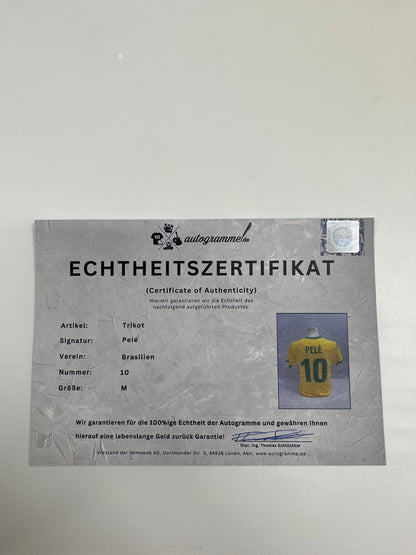 autogramme.de
ECHTHEITSZERTIFIKAT
(Certificate of Authenticity)
Hiermit garantieren wir die Echtheit des
nachfolgend aufgeführten Produktes.
Artikel: Trikot
Signatur: Pelé
Verein: Brasilien
Nummer: 10
Größe: M
PELÉ
10
Wir garantieren für die 100%ige Echtheit der Autogramme und gewähren Ihnen
hierauf eine lebenslange Geld zurück Garantie!
Dipl. Ing. Thomas Schlüchter
Vorstand der immoweb AG, Dortmunder Str. 5, 44536 Lünen, Abtl. www.autogramme.de